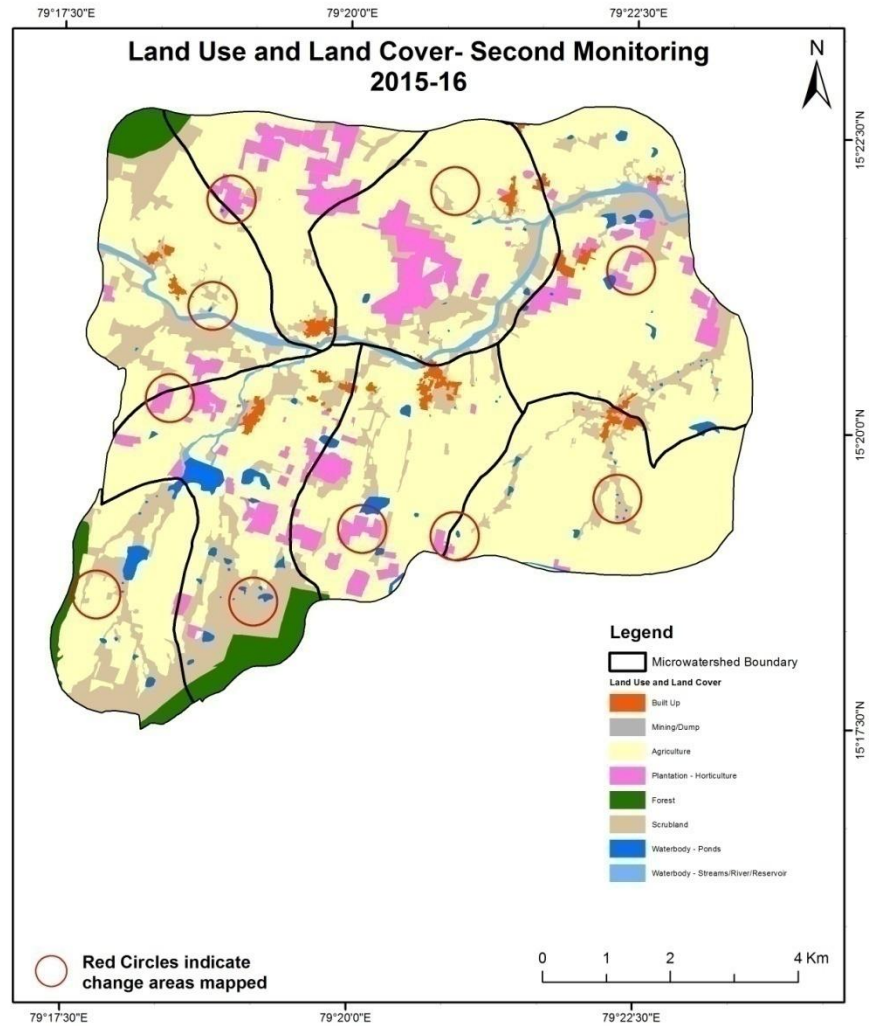 79°17'30"E
79°20'0"E
79°22'30"E
Land Use and Land Cover- Second Monitoring
2015-16
N
15°22'30"N
15°20'0"N
15°17'30"N
Legend
Microwatershed Boundary
Land Use and Land Cover
Built Up
Mining/Dump
Agriculture
Plantation - Horticulture
Forest
Scrubland
Waterbody - Ponds
Waterbody - Streams/River/Reservoir
Red Circles indicate
change areas mapped
0 1 2 4 Km
79°17'30"E
79°20'0"E
79°22'30"E